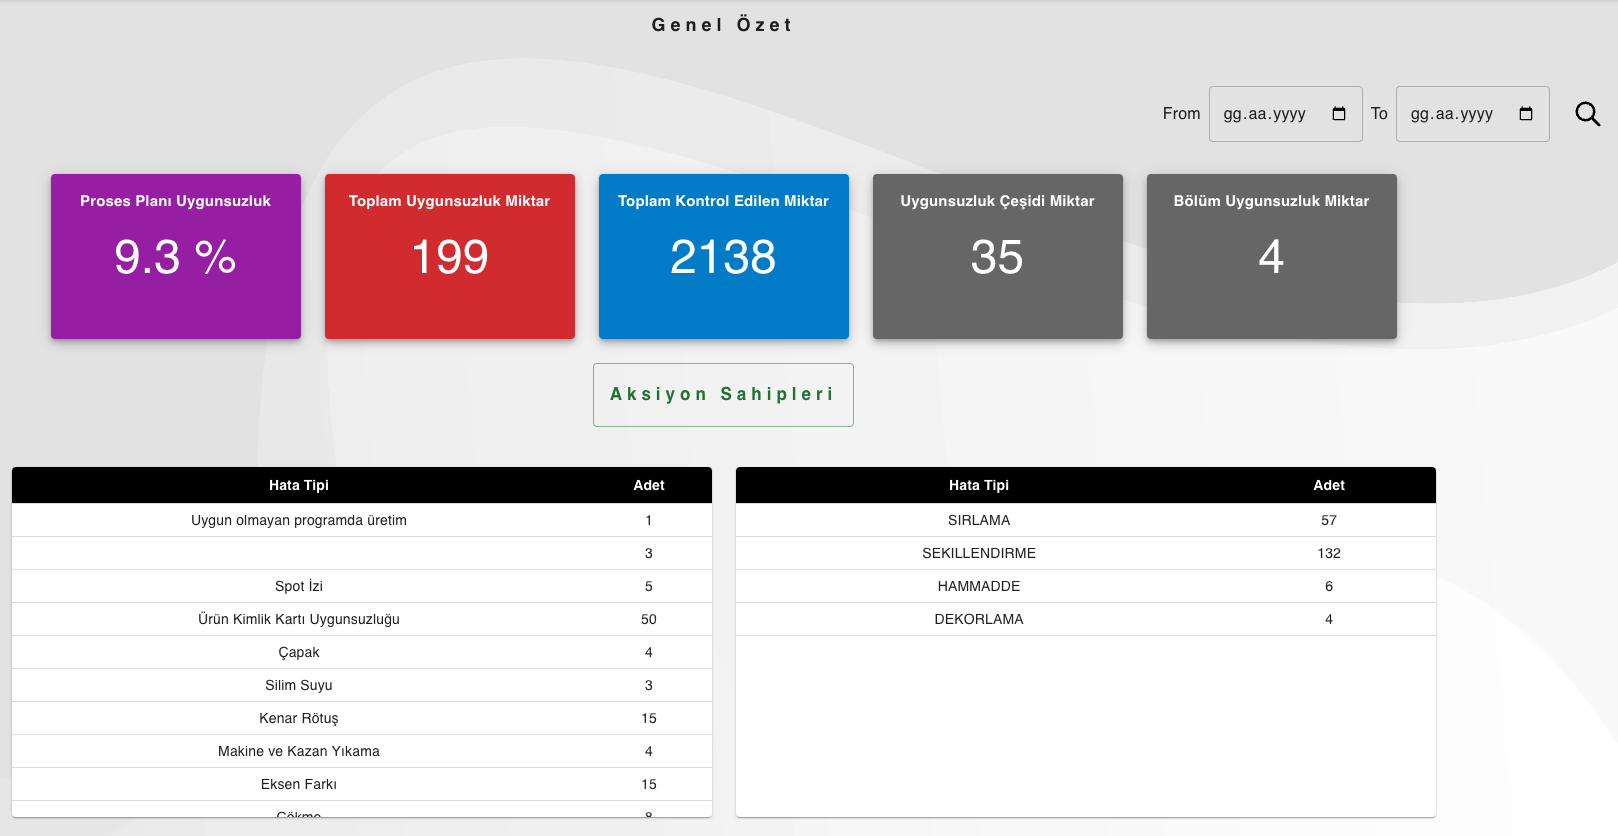 Genel Özet
From gg.aa.yyyy To gg.aa.yyyy
Proses Planı Uygunsuzluk
9.3 %
Toplam Uygunsuzluk Miktar
199
Toplam Kontrol Edilen Miktar
2138
Uygunsuzluk Çeşidi Miktar
35
Bölüm Uygunsuzluk Miktar
4
Aksiyon Sahipleri
Hata Tipi Adet
Uygun olmayan programda üretim 1
3
Spot İzi 5
Ürün Kimlik Kartı Uygunsuzluğu 50
Çapak 4
Silim Suyu 3
Kenar Rötuş 15
Makine ve Kazan Yıkama 4
Eksen Farkı 15
Çökme 8
Hata Tipi Adet
SIRLAMA 57
SEKILLENDIRME 132
HAMMADDE 6
DEKORLAMA 4